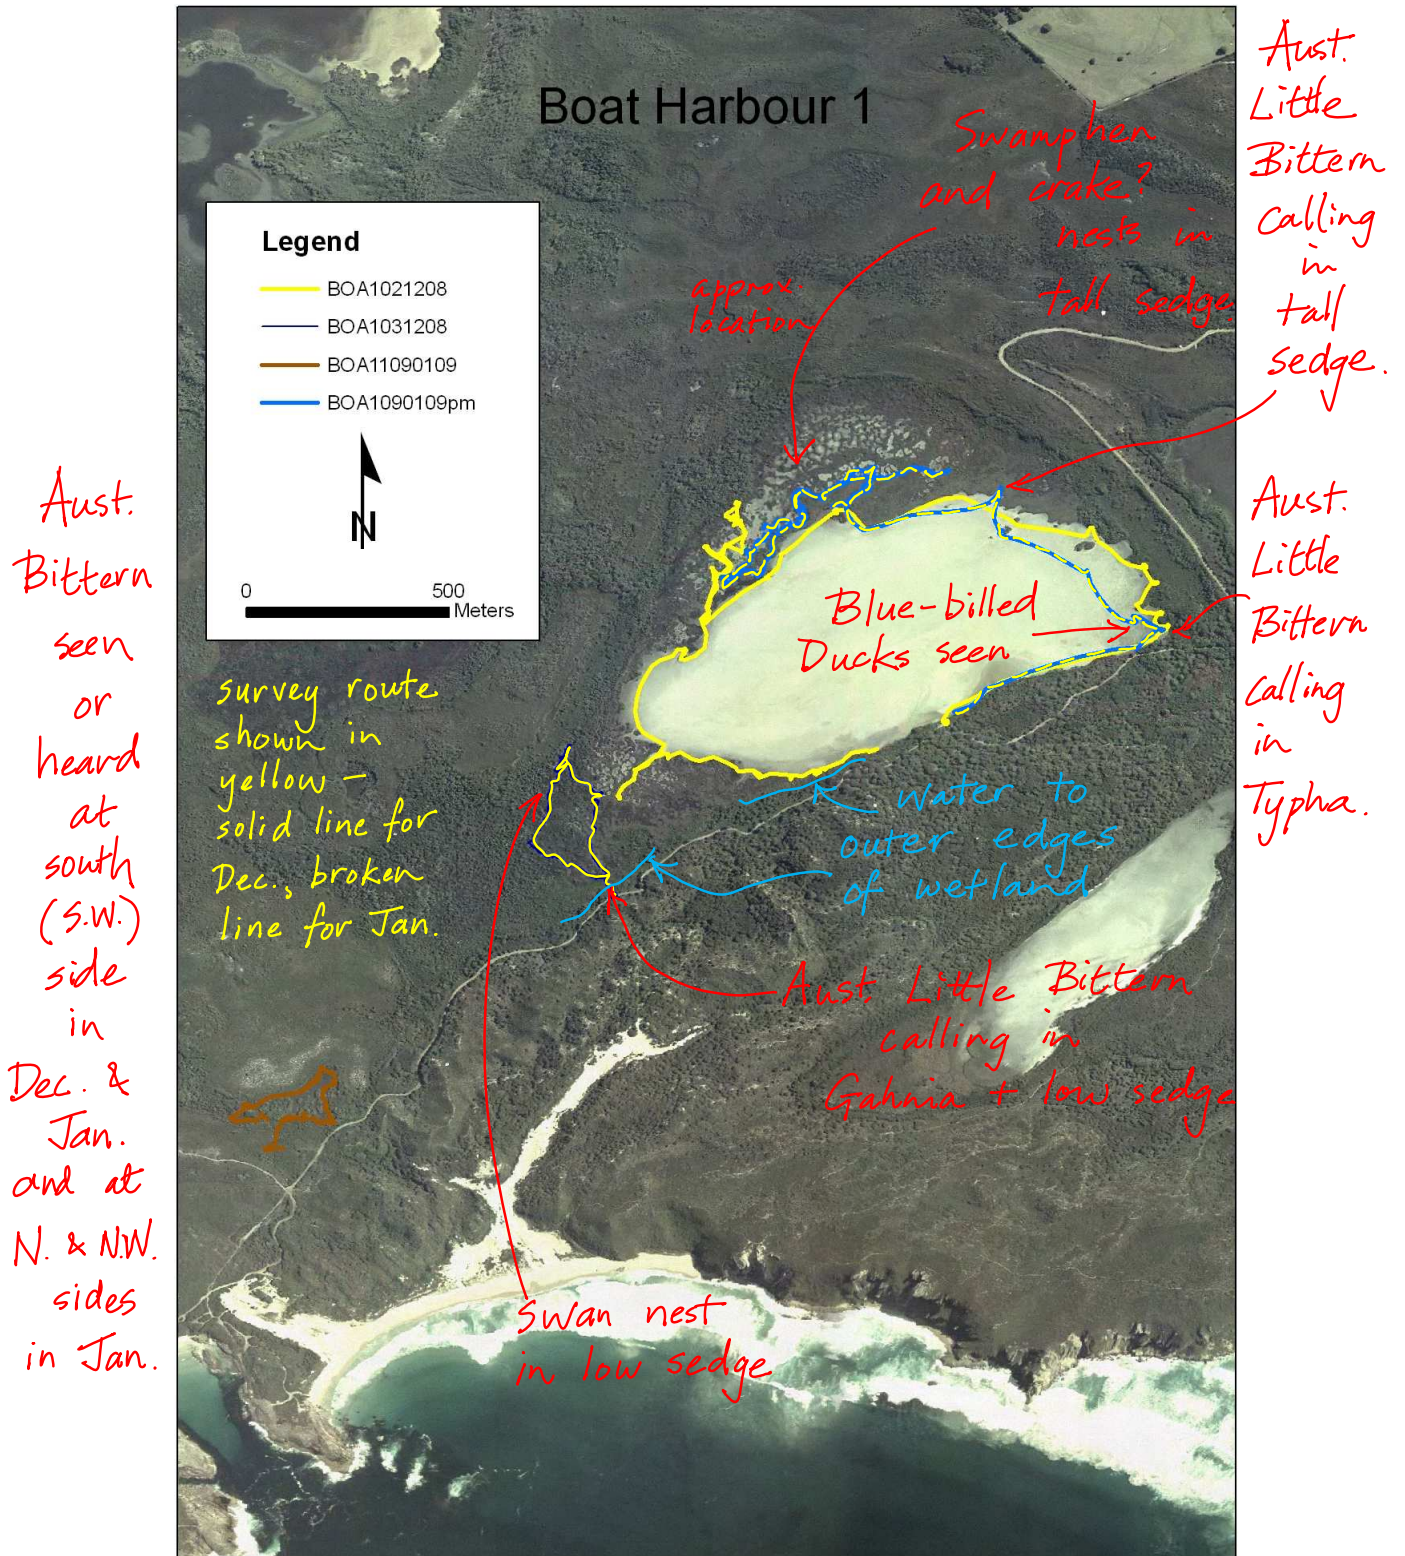 Boat Harbour 1
Legend
BOA1021208
BOA1031208
BOA11090109
BOA1090109pm
N
0 500
Meters
Swamphen
and crake?
nests in
tall sedge.
approx.
location
Aust.
Little
Bittern
calling
in
tall
sedge.
Aust.
Little
Bittern
calling
in
Typha.
Blue-billed
Ducks seen
Aust.
Bittern
seen
or
heard
at
south
(S.W.)
side
in
Dec. &
Jan.
and at
N. & N.W.
sides
in Jan.
survey route
shown in
yellow –
solid line for
Dec., broken
line for Jan.
water to
outer edges
of wetland
Aust. Little Bittern
calling in
Gahnia + low sedge
Swan nest
in low sedge